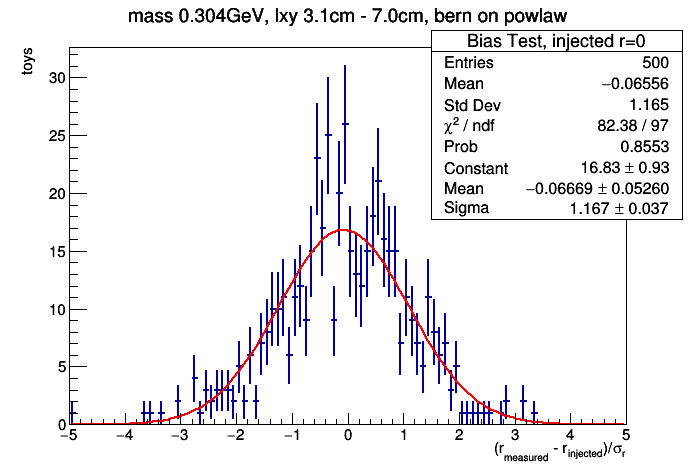 mass 0.304GeV, lxy 3.1cm - 7.0cm, bern on powlaw
toys
Bias Test, injected r=0
Entries 500
Mean −0.06556
Std Dev 1.165
χ² / ndf 82.38 / 97
Prob 0.8553
Constant 16.83 ± 0.93
Mean −0.06669 ± 0.05260
Sigma 1.167 ± 0.037
30
25
20
15
10
5
0
−5 −4 −3 −2 −1 0 1 2 3 4 5
(r_measured - r_injected)/σ_r